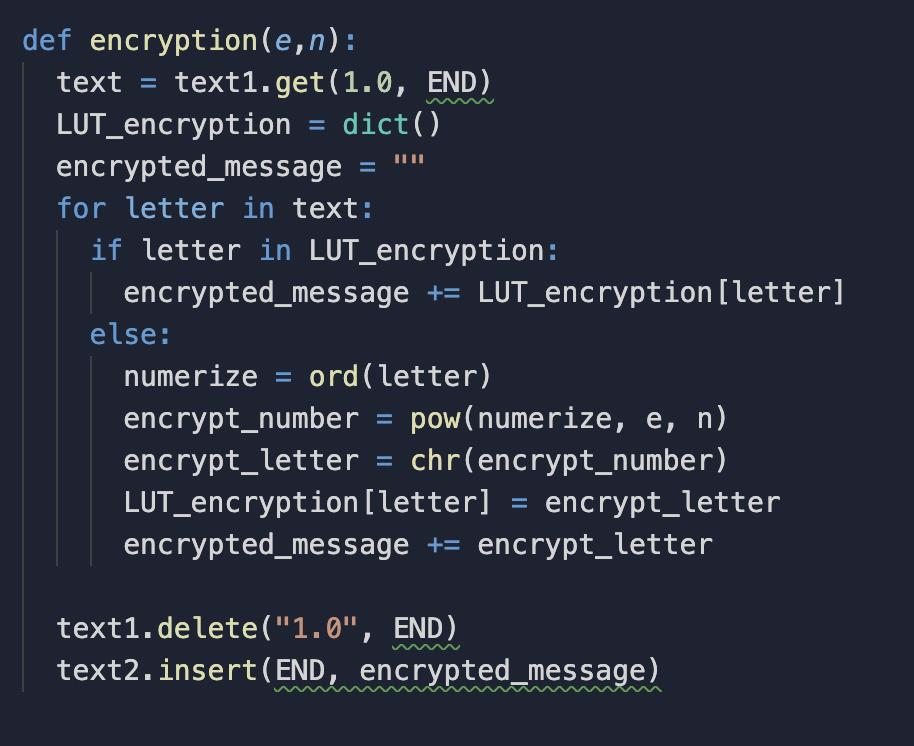 def encryption(e,n):
  text = text1.get(1.0, END)
  LUT_encryption = dict()
  encrypted_message = ""
  for letter in text:
    if letter in LUT_encryption:
      encrypted_message += LUT_encryption[letter]
    else:
      numerize = ord(letter)
      encrypt_number = pow(numerize, e, n)
      encrypt_letter = chr(encrypt_number)
      LUT_encryption[letter] = encrypt_letter
      encrypted_message += encrypt_letter

  text1.delete("1.0", END)
  text2.insert(END, encrypted_message)